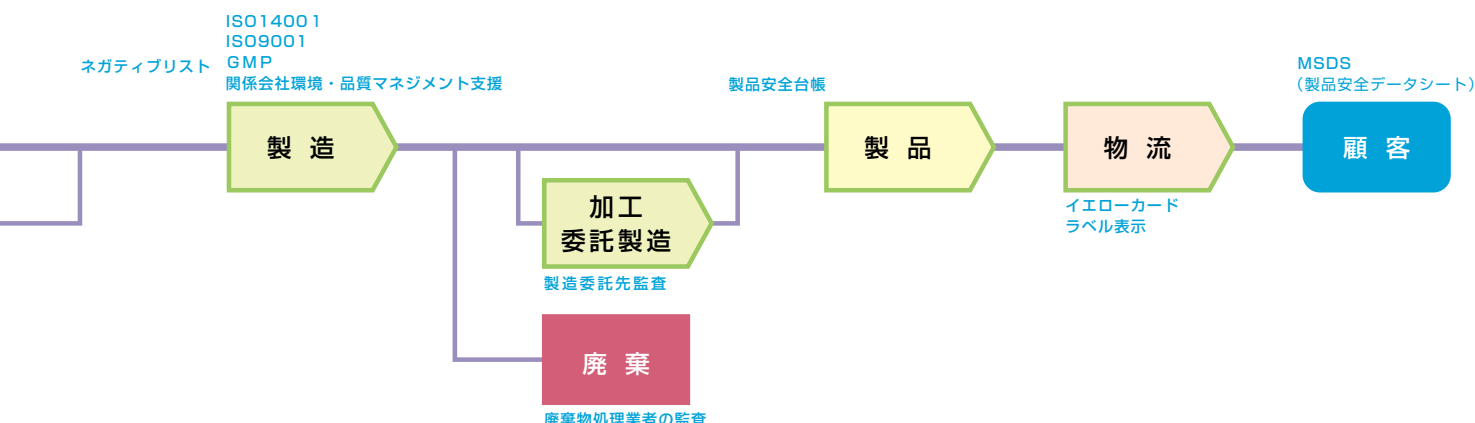 ISO14001
ISO9001
ネガティブリスト
GMP
関係会社環境・品質マネジメント支援
製品安全台帳
MSDS
（製品安全データシート）
製 造
製 品
物 流
顧 客
加工
委託製造
イエローカード
ラベル表示
製造委託先監査
廃 棄
廃棄物処理業者の監査